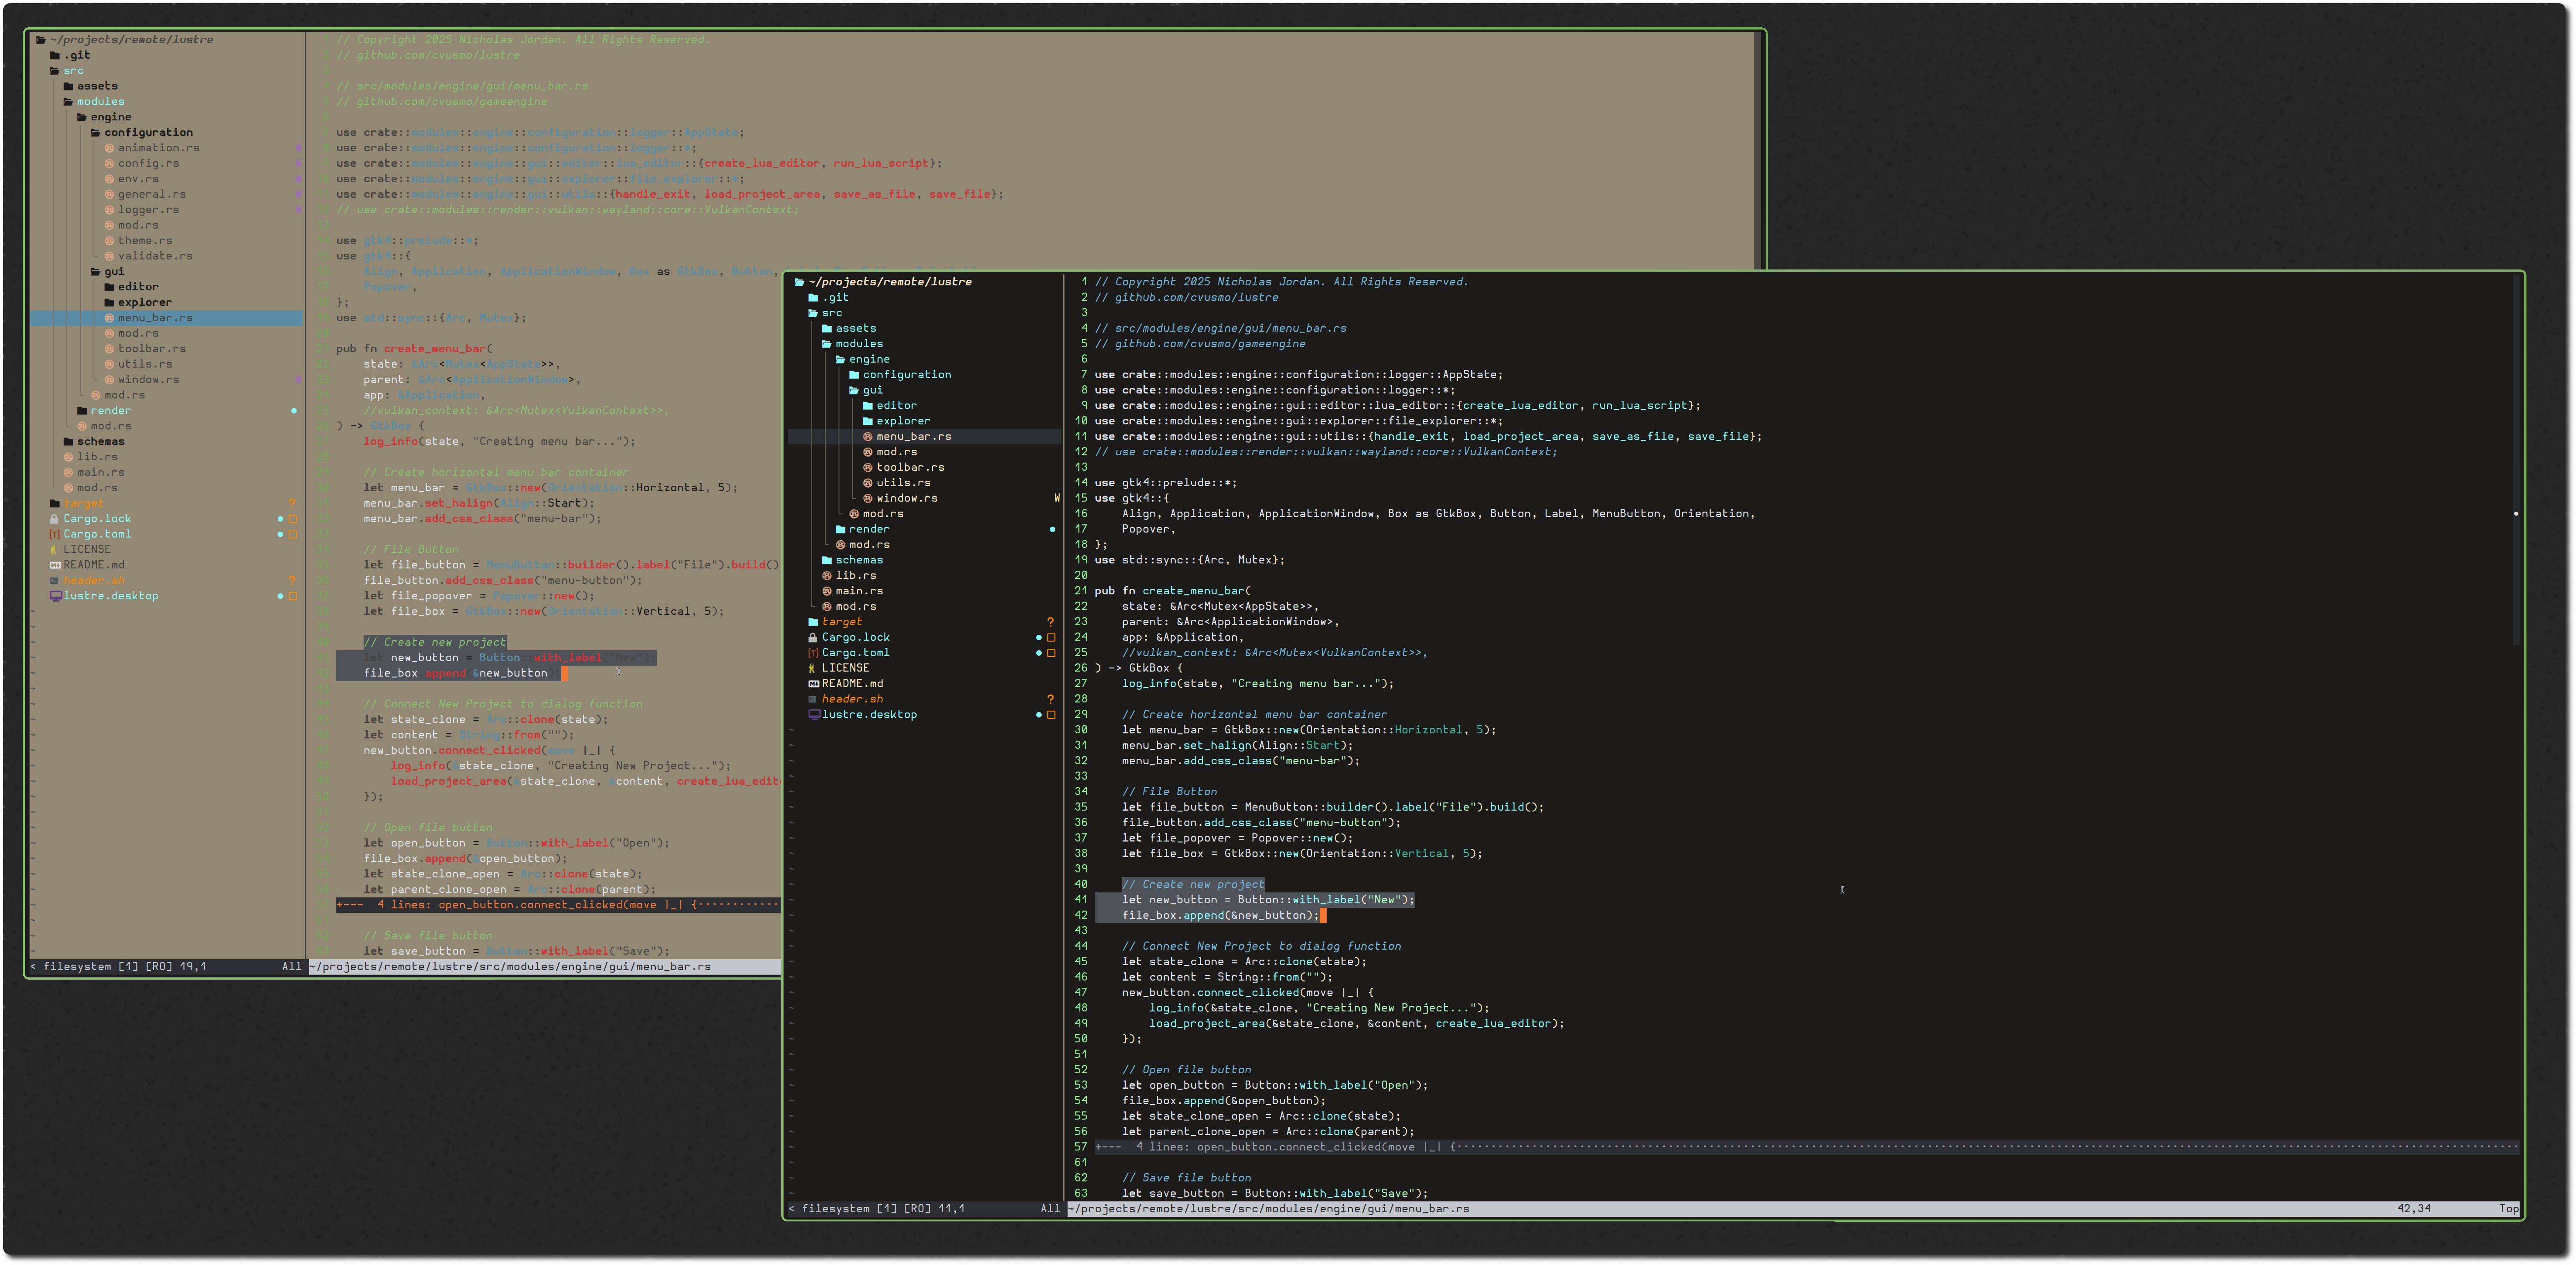 ~/projects/remote/lustre
.git
src
assets
modules
engine
configuration
animation.rs
config.rs
env.rs
general.rs
logger.rs
mod.rs
theme.rs
validate.rs
gui
editor
explorer
menu_bar.rs
mod.rs
toolbar.rs
utils.rs
window.rs
mod.rs
render
mod.rs
schemas
lib.rs
main.rs
mod.rs
target ?
Cargo.lock
Cargo.toml
LICENSE
README.md
header.sh ?
lustre.desktop
< filesystem [1] [RO] 19,1 All
// Copyright 2025 Nicholas Jordan. All Rights Reserved.
// github.com/cvusmo/lustre
// src/modules/engine/gui/menu_bar.rs
// github.com/cvusmo/gameengine
use crate::modules::engine::configuration::logger::AppState;
use crate::modules::engine::configuration::logger::*;
use crate::modules::engine::gui::editor::lua_editor::{create_lua_editor, run_lua_script};
use crate::modules::engine::gui::explorer::file_explorer::*;
use crate::modules::engine::gui::utils::{handle_exit, load_project_area, save_as_file, save_file};
// use crate::modules::render::vulkan::wayland::core::VulkanContext;
use gtk4::prelude::*;
use gtk4::{
Align, Application, ApplicationWindow, Box as GtkBox, Button,
Popover,
};
use std::sync::{Arc, Mutex};
pub fn create_menu_bar(
state: &Arc<Mutex<AppState>>,
parent: &Arc<ApplicationWindow>,
app: &Application,
//vulkan_context: &Arc<Mutex<VulkanContext>>,
) -> GtkBox {
log_info(state, "Creating menu bar...");
// Create horizontal menu bar container
let menu_bar = GtkBox::new(Orientation::Horizontal, 5);
menu_bar.set_halign(Align::Start);
menu_bar.add_css_class("menu-bar");
// File Button
let file_button = MenuButton::builder().label("File").build()
file_button.add_css_class("menu-button");
let file_popover = Popover::new();
let file_box = GtkBox::new(Orientation::Vertical, 5);
// Create new project
let new_button = Button::with_label("New");
file_box.append(&new_button);
// Connect New Project to dialog function
let state_clone = Arc::clone(state);
let content = String::from("");
new_button.connect_clicked(move |_| {
log_info(&state_clone, "Creating New Project...");
load_project_area(&state_clone, &content, create_lua_edito
});
// Open file button
let open_button = Button::with_label("Open");
file_box.append(&open_button);
let state_clone_open = Arc::clone(state);
let parent_clone_open = Arc::clone(parent);
+--- 4 lines: open_button.connect_clicked(move |_| {············
// Save file button
let save_button = Button::with_label("Save");
~/projects/remote/lustre/src/modules/engine/gui/menu_bar.rs
~/projects/remote/lustre
.git
src
assets
modules
engine
configuration
gui
editor
explorer
menu_bar.rs
mod.rs
toolbar.rs
utils.rs
window.rs W
mod.rs
render
mod.rs
schemas
lib.rs
main.rs
mod.rs
target ?
Cargo.lock
Cargo.toml
LICENSE
README.md
header.sh ?
lustre.desktop
< filesystem [1] [RO] 11,1 All
1 // Copyright 2025 Nicholas Jordan. All Rights Reserved.
2 // github.com/cvusmo/lustre
3
4 // src/modules/engine/gui/menu_bar.rs
5 // github.com/cvusmo/gameengine
6
7 use crate::modules::engine::configuration::logger::AppState;
8 use crate::modules::engine::configuration::logger::*;
9 use crate::modules::engine::gui::editor::lua_editor::{create_lua_editor, run_lua_script};
10 use crate::modules::engine::gui::explorer::file_explorer::*;
11 use crate::modules::engine::gui::utils::{handle_exit, load_project_area, save_as_file, save_file};
12 // use crate::modules::render::vulkan::wayland::core::VulkanContext;
13
14 use gtk4::prelude::*;
15 use gtk4::{
16 Align, Application, ApplicationWindow, Box as GtkBox, Button, Label, MenuButton, Orientation,
17 Popover,
18 };
19 use std::sync::{Arc, Mutex};
20
21 pub fn create_menu_bar(
22 state: &Arc<Mutex<AppState>>,
23 parent: &Arc<ApplicationWindow>,
24 app: &Application,
25 //vulkan_context: &Arc<Mutex<VulkanContext>>,
26 ) -> GtkBox {
27 log_info(state, "Creating menu bar...");
28
29 // Create horizontal menu bar container
30 let menu_bar = GtkBox::new(Orientation::Horizontal, 5);
31 menu_bar.set_halign(Align::Start);
32 menu_bar.add_css_class("menu-bar");
33
34 // File Button
35 let file_button = MenuButton::builder().label("File").build();
36 file_button.add_css_class("menu-button");
37 let file_popover = Popover::new();
38 let file_box = GtkBox::new(Orientation::Vertical, 5);
39
40 // Create new project
41 let new_button = Button::with_label("New");
42 file_box.append(&new_button);
43
44 // Connect New Project to dialog function
45 let state_clone = Arc::clone(state);
46 let content = String::from("");
47 new_button.connect_clicked(move |_| {
48 log_info(&state_clone, "Creating New Project...");
49 load_project_area(&state_clone, &content, create_lua_editor);
50 });
51
52 // Open file button
53 let open_button = Button::with_label("Open");
54 file_box.append(&open_button);
55 let state_clone_open = Arc::clone(state);
56 let parent_clone_open = Arc::clone(parent);
57 +--- 4 lines: open_button.connect_clicked(move |_| {············
61
62 // Save file button
63 let save_button = Button::with_label("Save");
~/projects/remote/lustre/src/modules/engine/gui/menu_bar.rs 42,34 Top